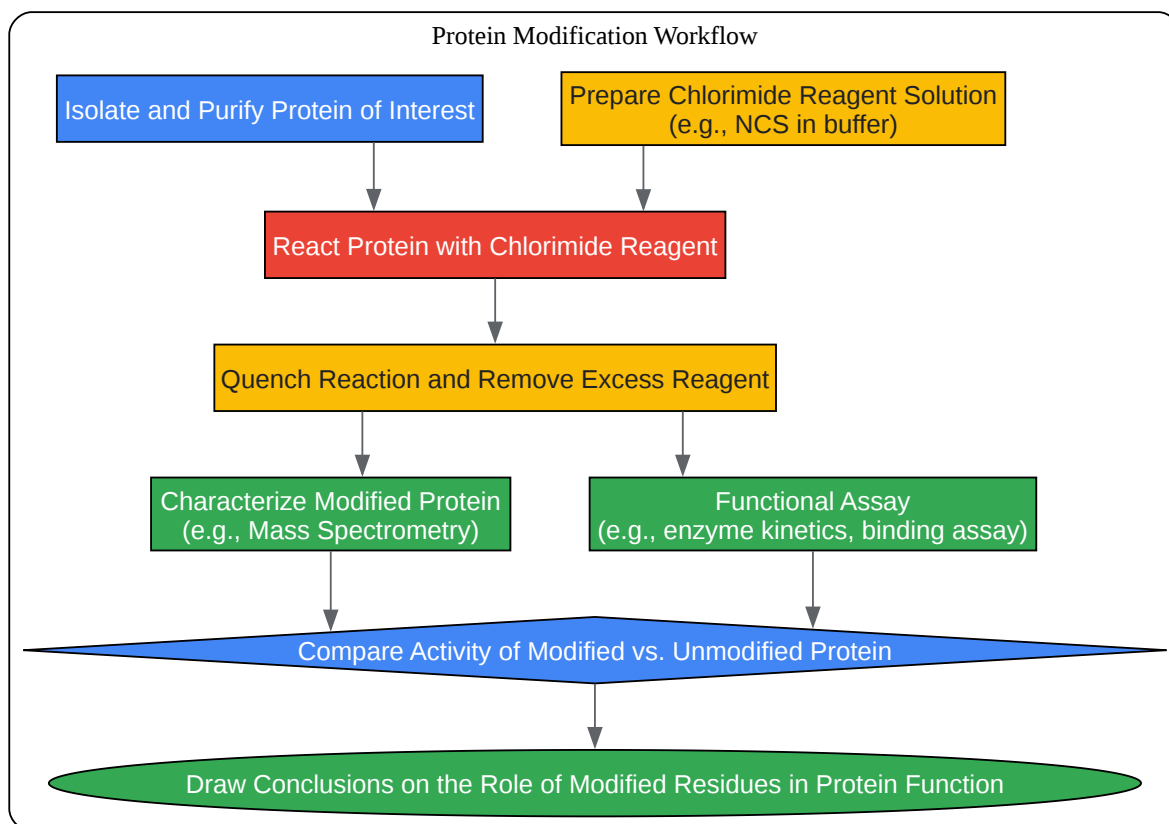 Protein Modification Workflow
Isolate and Purify Protein of Interest
Prepare Chlorimide Reagent Solution
(e.g., NCS in buffer)
React Protein with Chlorimide Reagent
Quench Reaction and Remove Excess Reagent
Characterize Modified Protein
(e.g., Mass Spectrometry)
Functional Assay
(e.g., enzyme kinetics, binding assay)
Compare Activity of Modified vs. Unmodified Protein
Draw Conclusions on the Role of Modified Residues in Protein Function